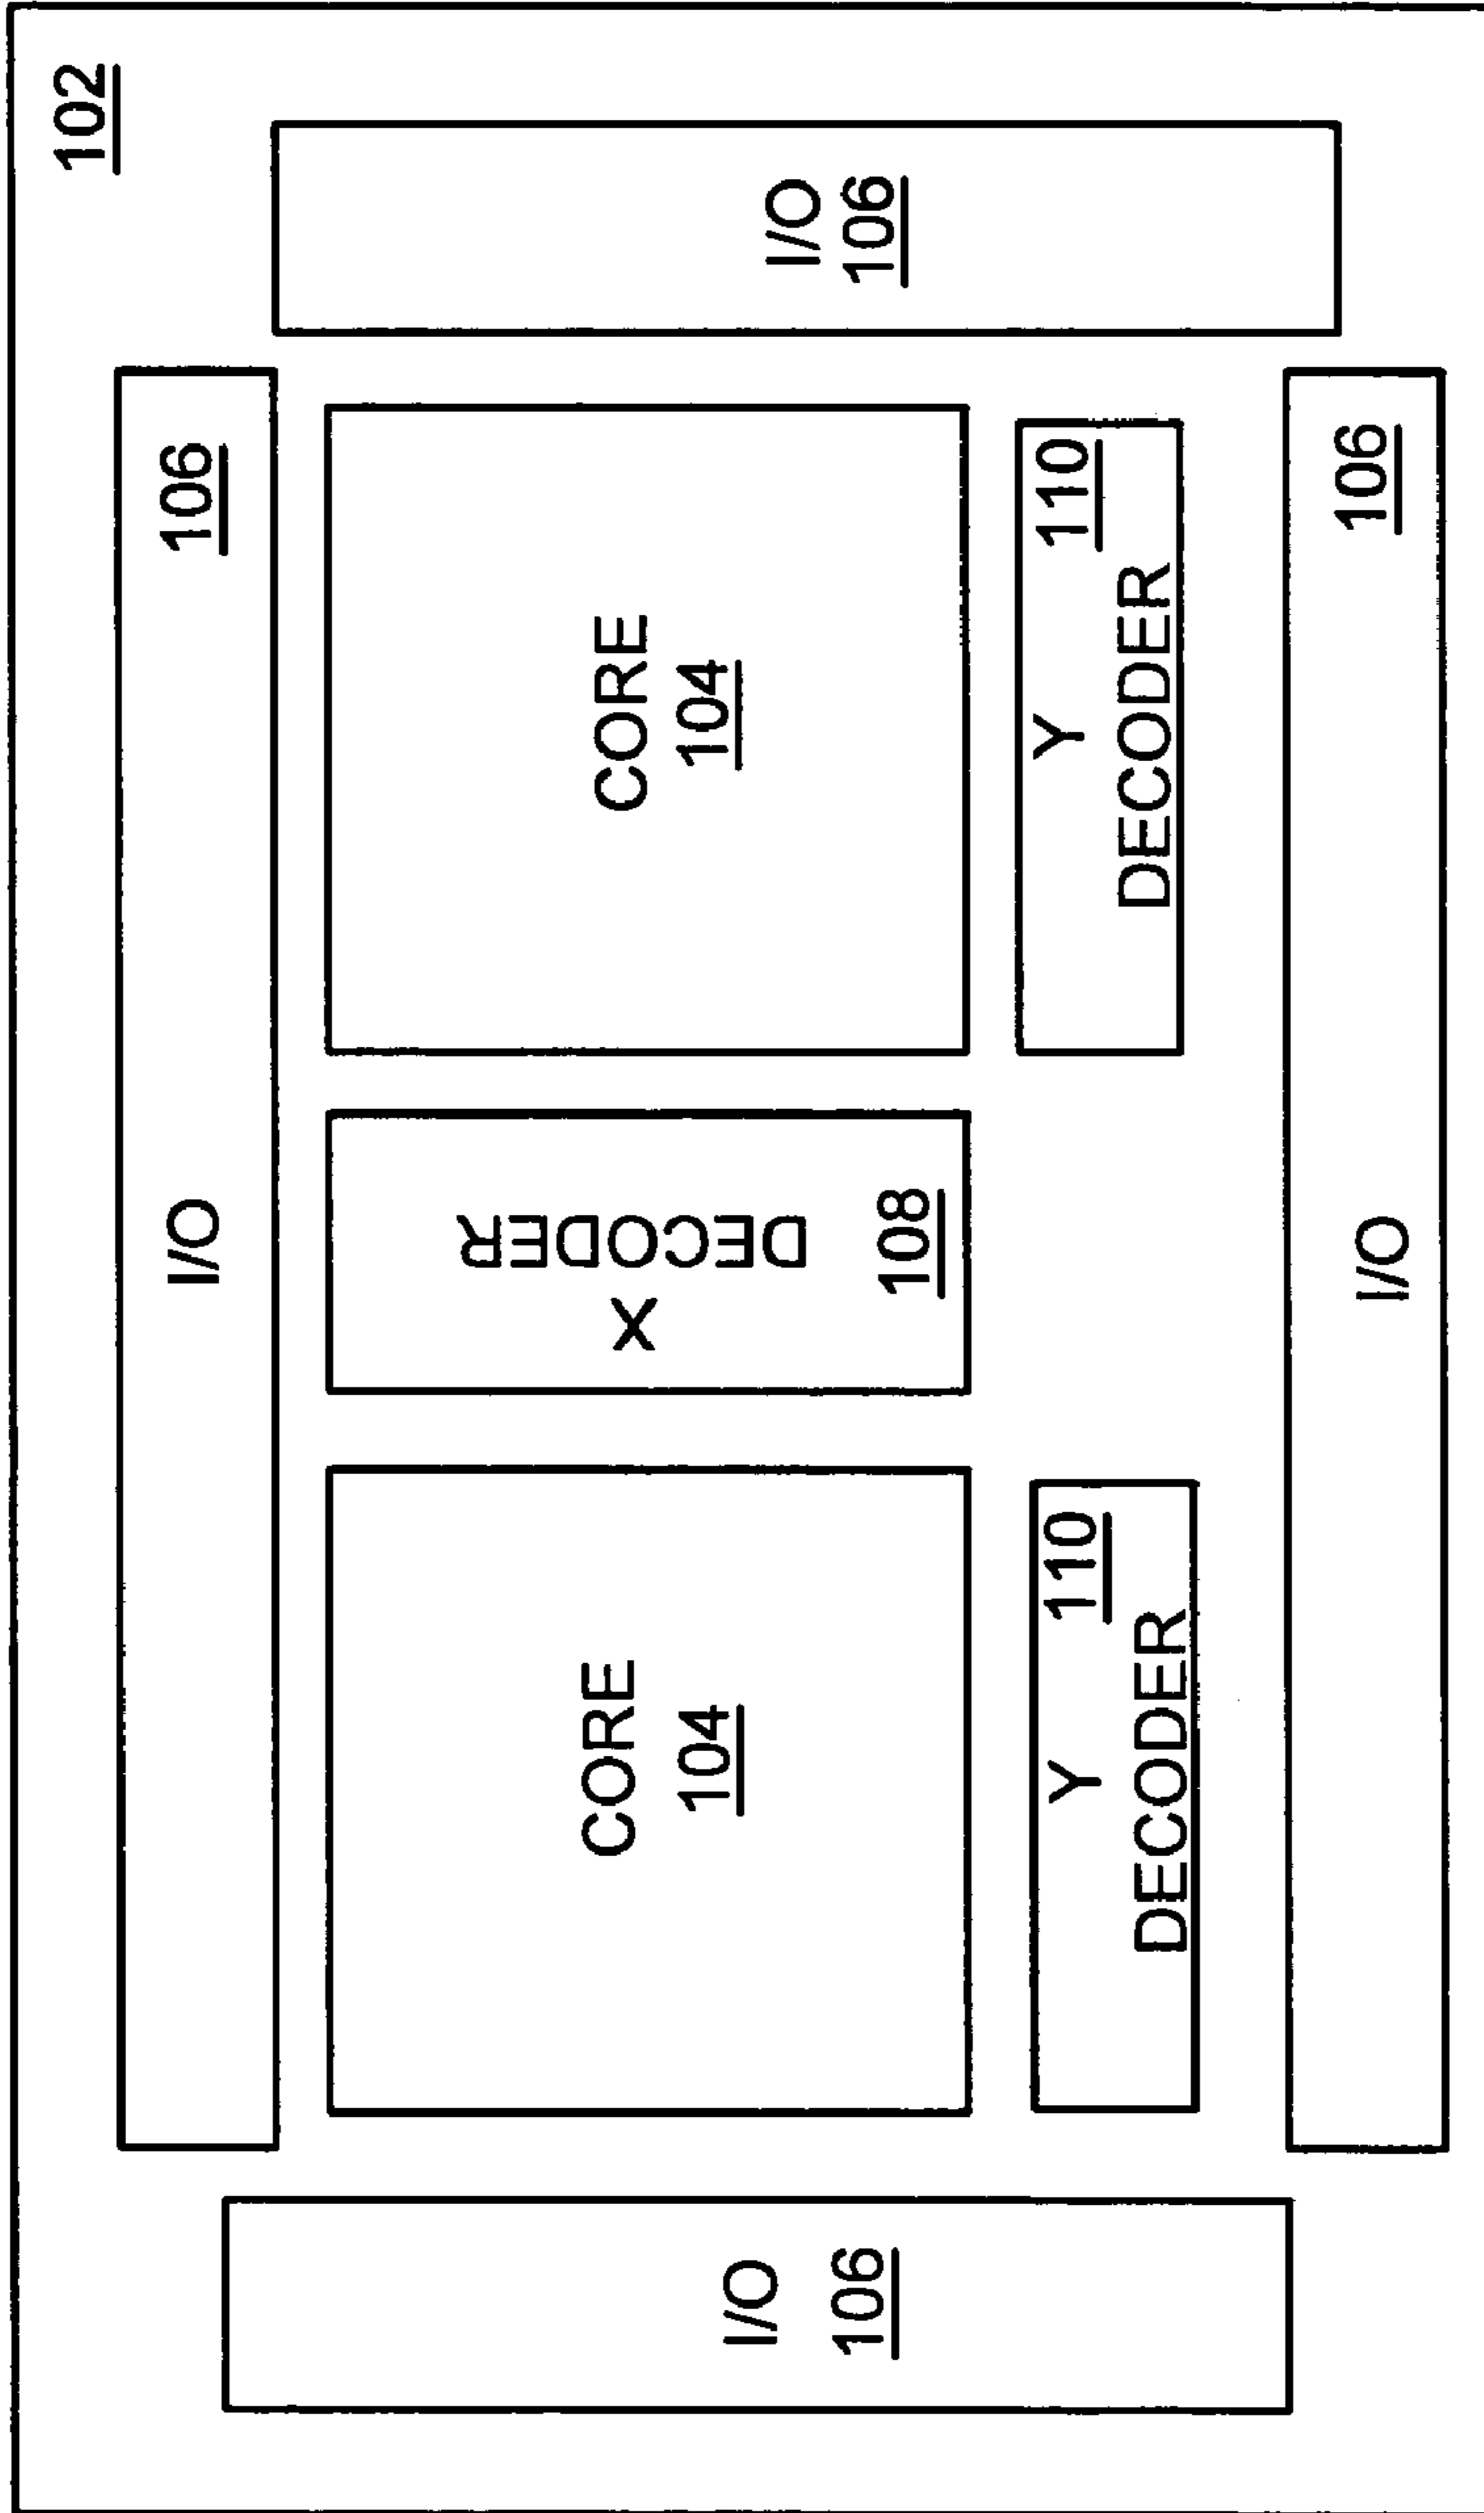 102
I/O
106
I/O
106
CORE
104
X
DECODER
108
CORE
104
I/O
106
Y
110
DECODER
Y
110
DECODER
I/O
106